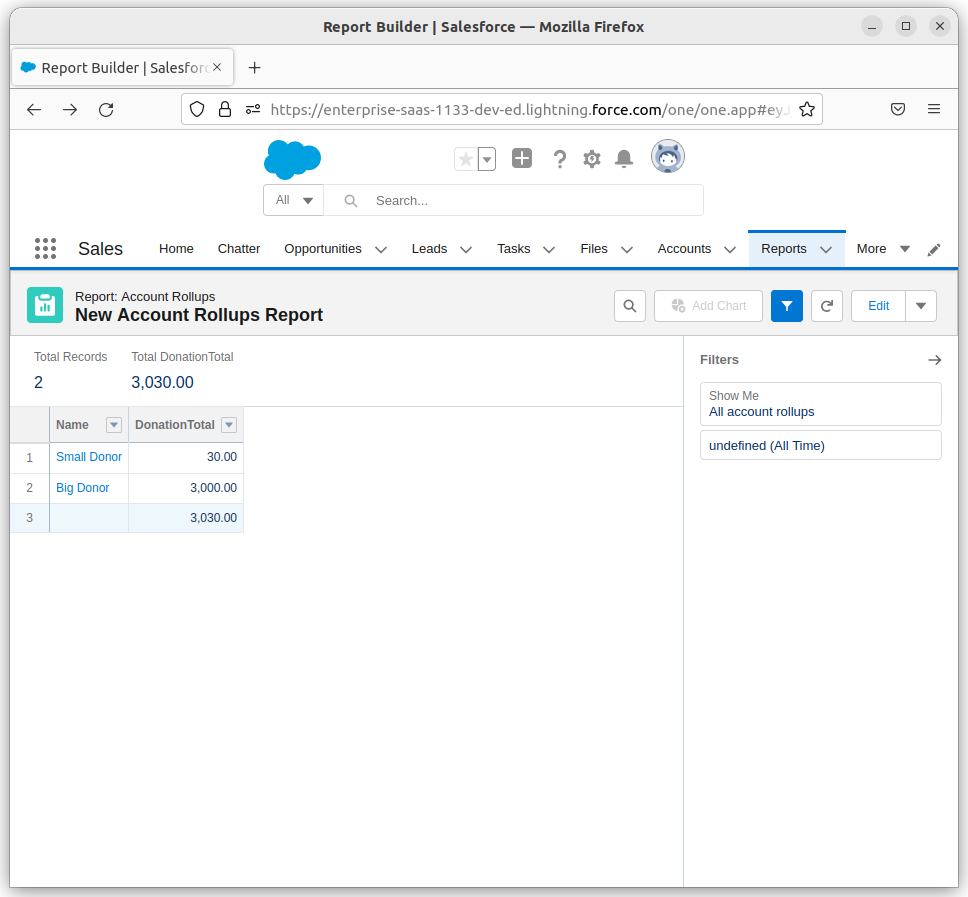 Report Builder | Salesforce — Mozilla Firefox
Report Builder | Salesforc
https://enterprise-saas-1133-dev-ed.lightning.force.com/one/one.app#eyJ
All
Search...
Sales
Home
Chatter
Opportunities
Leads
Tasks
Files
Accounts
Reports
More
Report: Account Rollups
New Account Rollups Report
Add Chart
Edit
Total Records
2
Total DonationTotal
3,030.00
Name
DonationTotal
1
Small Donor
30.00
2
Big Donor
3,000.00
3
3,030.00
Filters
Show Me
All account rollups
undefined (All Time)